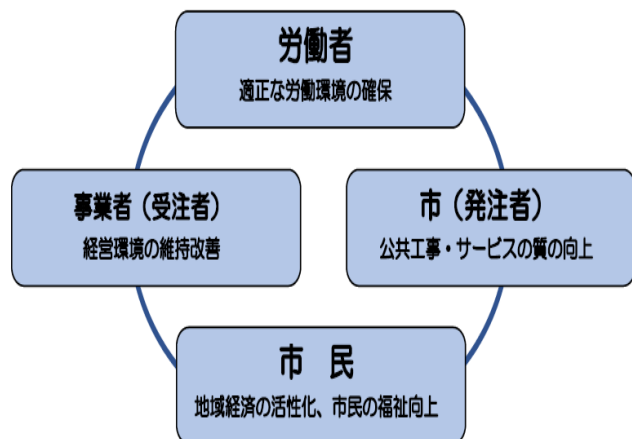 労働者
適正な労働環境の確保
事業者（受注者）
経営環境の維持改善
市（発注者）
公共工事・サービスの質の向上
市　民
地域経済の活性化、市民の福祉向上